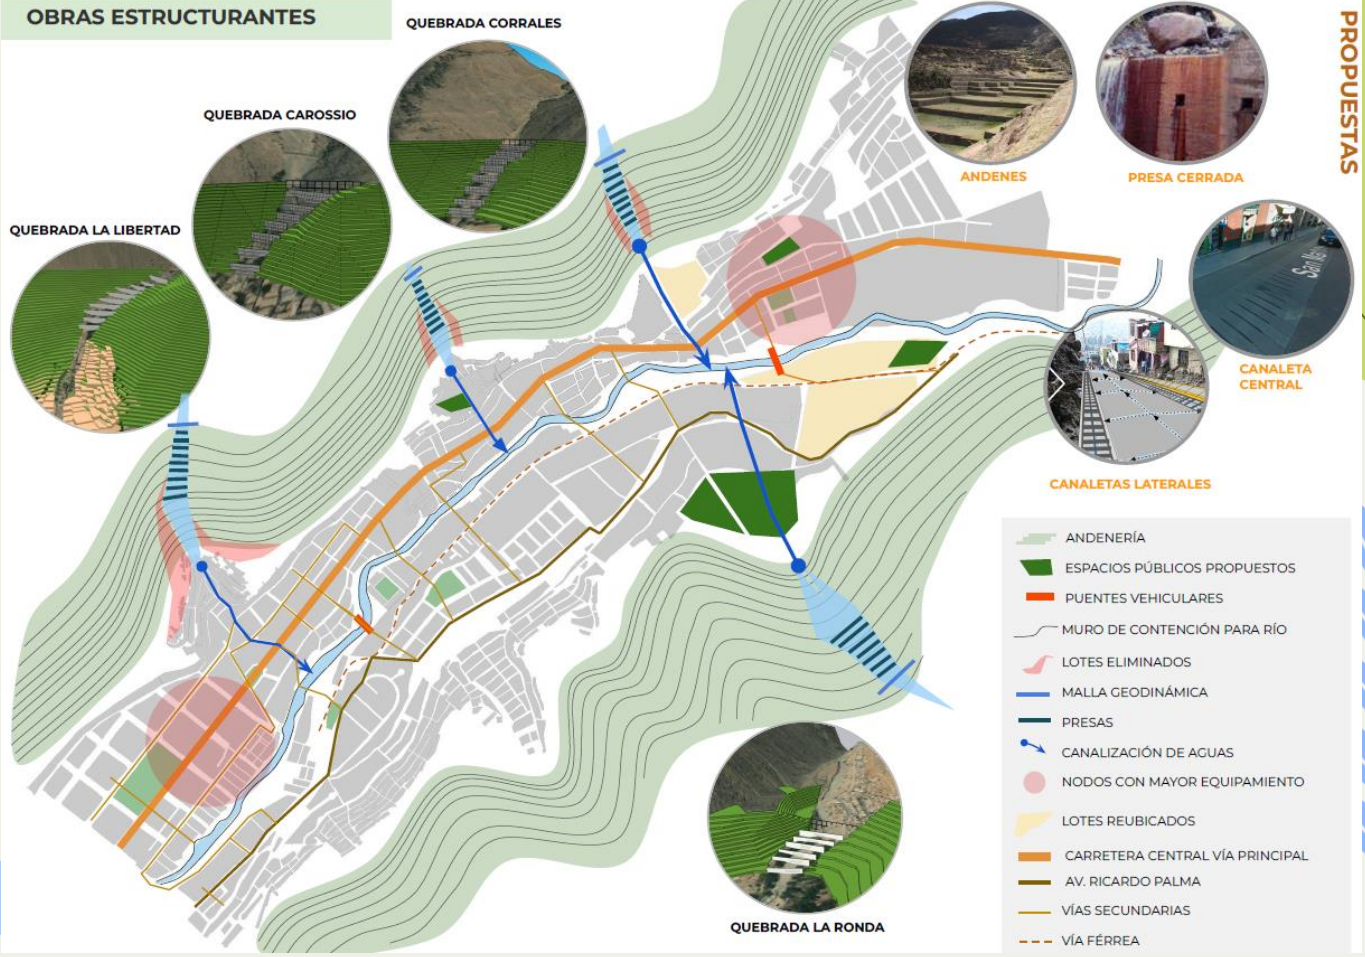 OBRAS ESTRUCTURANTES
QUEBRADA CORRALES
QUEBRADA CAROSSIO
QUEBRADA LA LIBERTAD
ANDENES
PRESA CERRADA
PROPUESTAS
San
CANALETA
CENTRAL
CANALETAS LATERALES
QUEBRADA LA RONDA
ANDENERÍA
ESPACIOS PÚBLICOS PROPUESTOS
PUENTES VEHICULARES
MURO DE CONTENCIÓN PARA RÍO
LOTES ELIMINADOS
MALLA GEODINÁMICA
PRESAS
CANALIZACIÓN DE AGUAS
NODOS CON MAYOR EQUIPAMIENTO
LOTES REUBICADOS
CARRETERA CENTRAL VÍA PRINCIPAL
AV. RICARDO PALMA
VÍAS SECUNDARIAS
VÍA FÉRREA